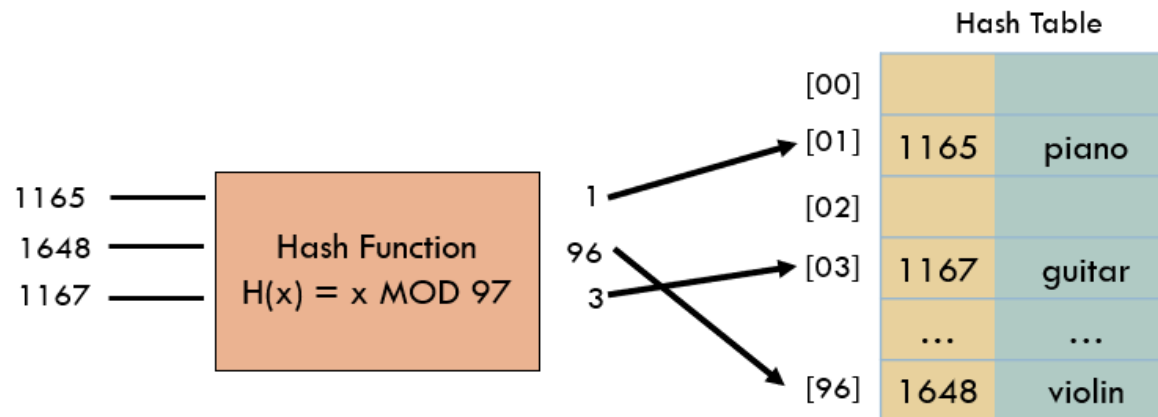 Hash Table
[00]
[01] 1165 piano
1165 1
[02]
1648 Hash Function 96
[03] 1167 guitar
1167 H(x) = x MOD 97 3
... ...
[96] 1648 violin